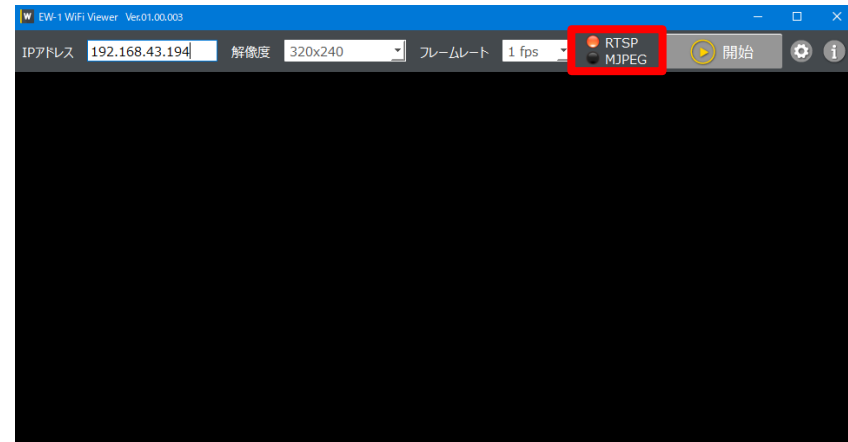 W EW-1 WiFi Viewer Ver.01.00.003
IPアドレス 192.168.43.194 解像度 320x240 フレームレート 1 fps RTSP 開始 i
MJPEG